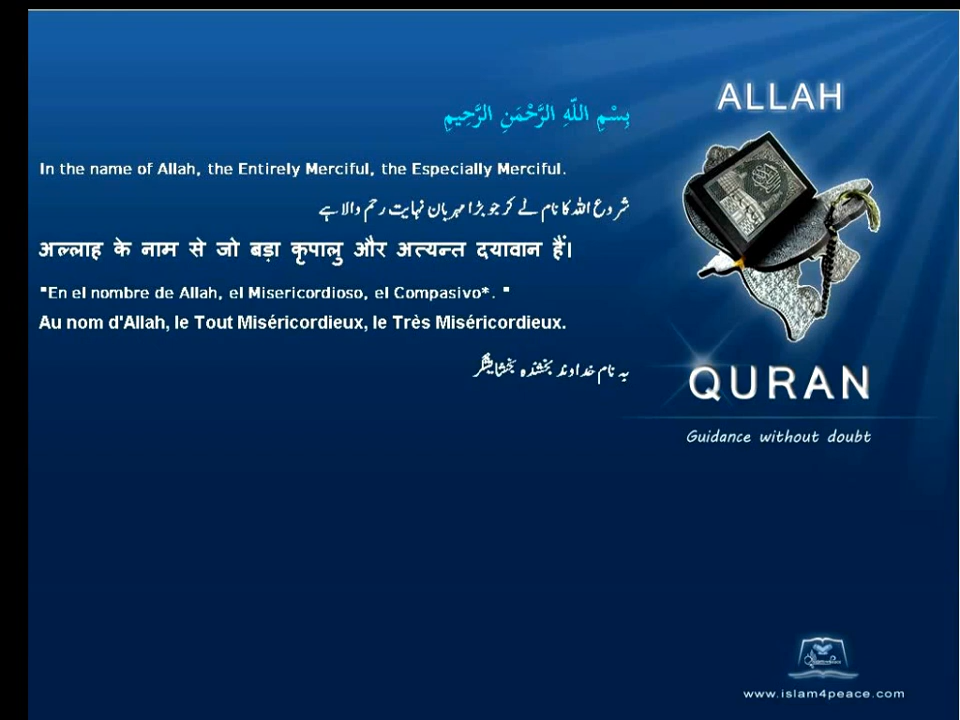 بِسْمِ اللَّهِ الرَّحْمَنِ الرَّحِيمِ
In the name of Allah, the Entirely Merciful, the Especially Merciful.
شروع الله کا نام لے کر جو بڑا مہربان نہایت رحم والا ہے
अल्लाह के नाम से जो बड़ा कृपालु और अत्यन्त दयावान हैं।
"En el nombre de Allah, el Misericordioso, el Compasivo*. "
Au nom d'Allah, le Tout Miséricordieux, le Très Miséricordieux.
به نام خداوند بخشنده بخشایشگر
ALLAH
QURAN
Guidance without doubt
www.islam4peace.com